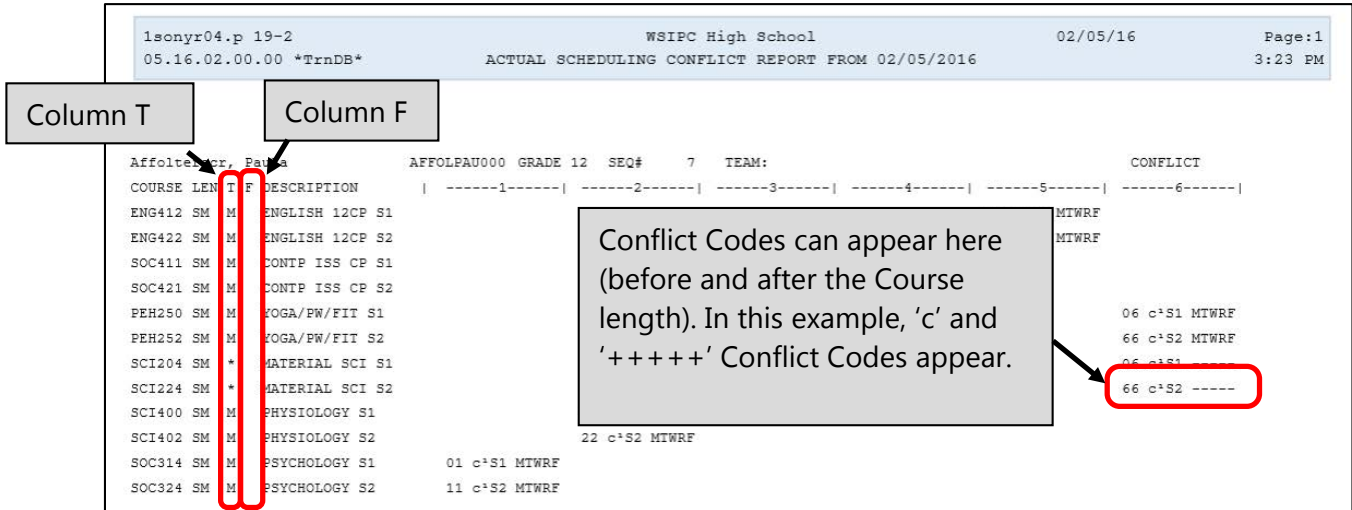 1sonyr04.p 19-2 WSIPC High School 02/05/16 Page:1
05.16.02.00.00 *TrnDB* ACTUAL SCHEDULING CONFLICT REPORT FROM 02/05/2016 3:23 PM
Column T
Column F
AFFOLPAU000 GRADE 12 SEQ# 7 TEAM: CONFLICT
COURSE LEN T F DESCRIPTION | ------1------| ------2------| ------3------| ------4------| ------5------| ------6------|
ENG412 SM M ENGLISH 12CP S1 MTWRF
ENG422 SM M ENGLISH 12CP S2 MTWRF
SOC411 SM M CONTP ISS CP S1
SOC421 SM M CONTP ISS CP S2
PEH250 SM M YOGA/PW/FIT S1 06 c¹S1 MTWRF
PEH252 SM M YOGA/PW/FIT S2 66 c¹S2 MTWRF
SCI204 SM * MATERIAL SCI S1 06 c¹S1 -----
SCI224 SM * MATERIAL SCI S2 66 c¹S2 -----
SCI400 SM M PHYSIOLOGY S1
SCI402 SM M PHYSIOLOGY S2 22 c¹S2 MTWRF
SOC314 SM M PSYCHOLOGY S1 01 c¹S1 MTWRF
SOC324 SM M PSYCHOLOGY S2 11 c¹S2 MTWRF
Conflict Codes can appear here
(before and after the Course
length). In this example, ‘c’ and
‘+++++’ Conflict Codes appear.